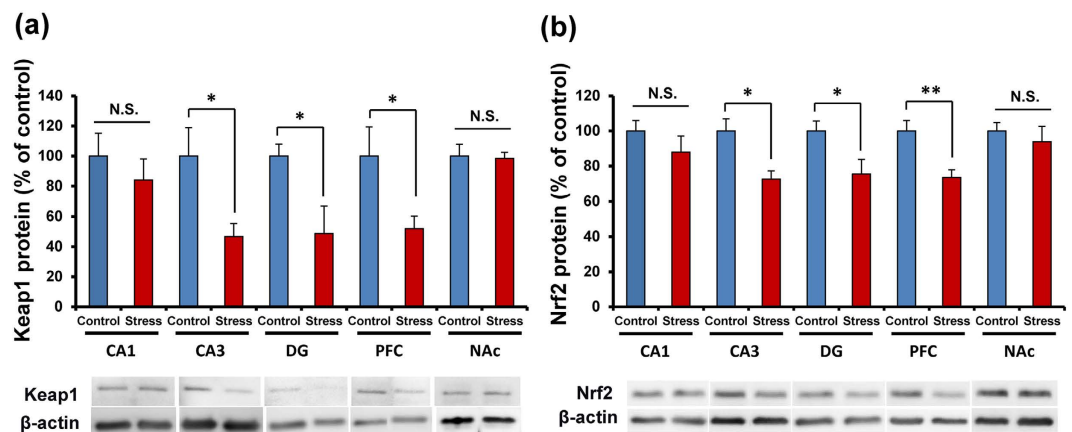 (a)
Keap1 protein (% of control)
140
120
100
80
60
40
20
0
N.S.
*
*
*
N.S.
Control Stress Control Stress Control Stress Control Stress Control Stress
CA1 CA3 DG PFC NAc
Keap1
β-actin
(b)
Nrf2 protein (% of control)
120
100
80
60
40
20
0
N.S.
*
*
**
N.S.
Control Stress Control Stress Control Stress Control Stress Control Stress
CA1 CA3 DG PFC NAc
Nrf2
β-actin